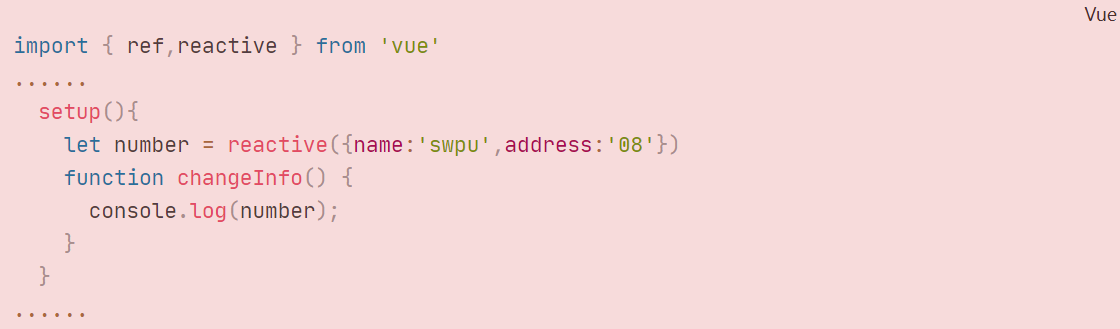 Vue
import { ref,reactive } from 'vue'
......
  setup(){
    let number = reactive({name:'swpu',address:'08'})
    function changeInfo() {
      console.log(number);
    }
  }
......